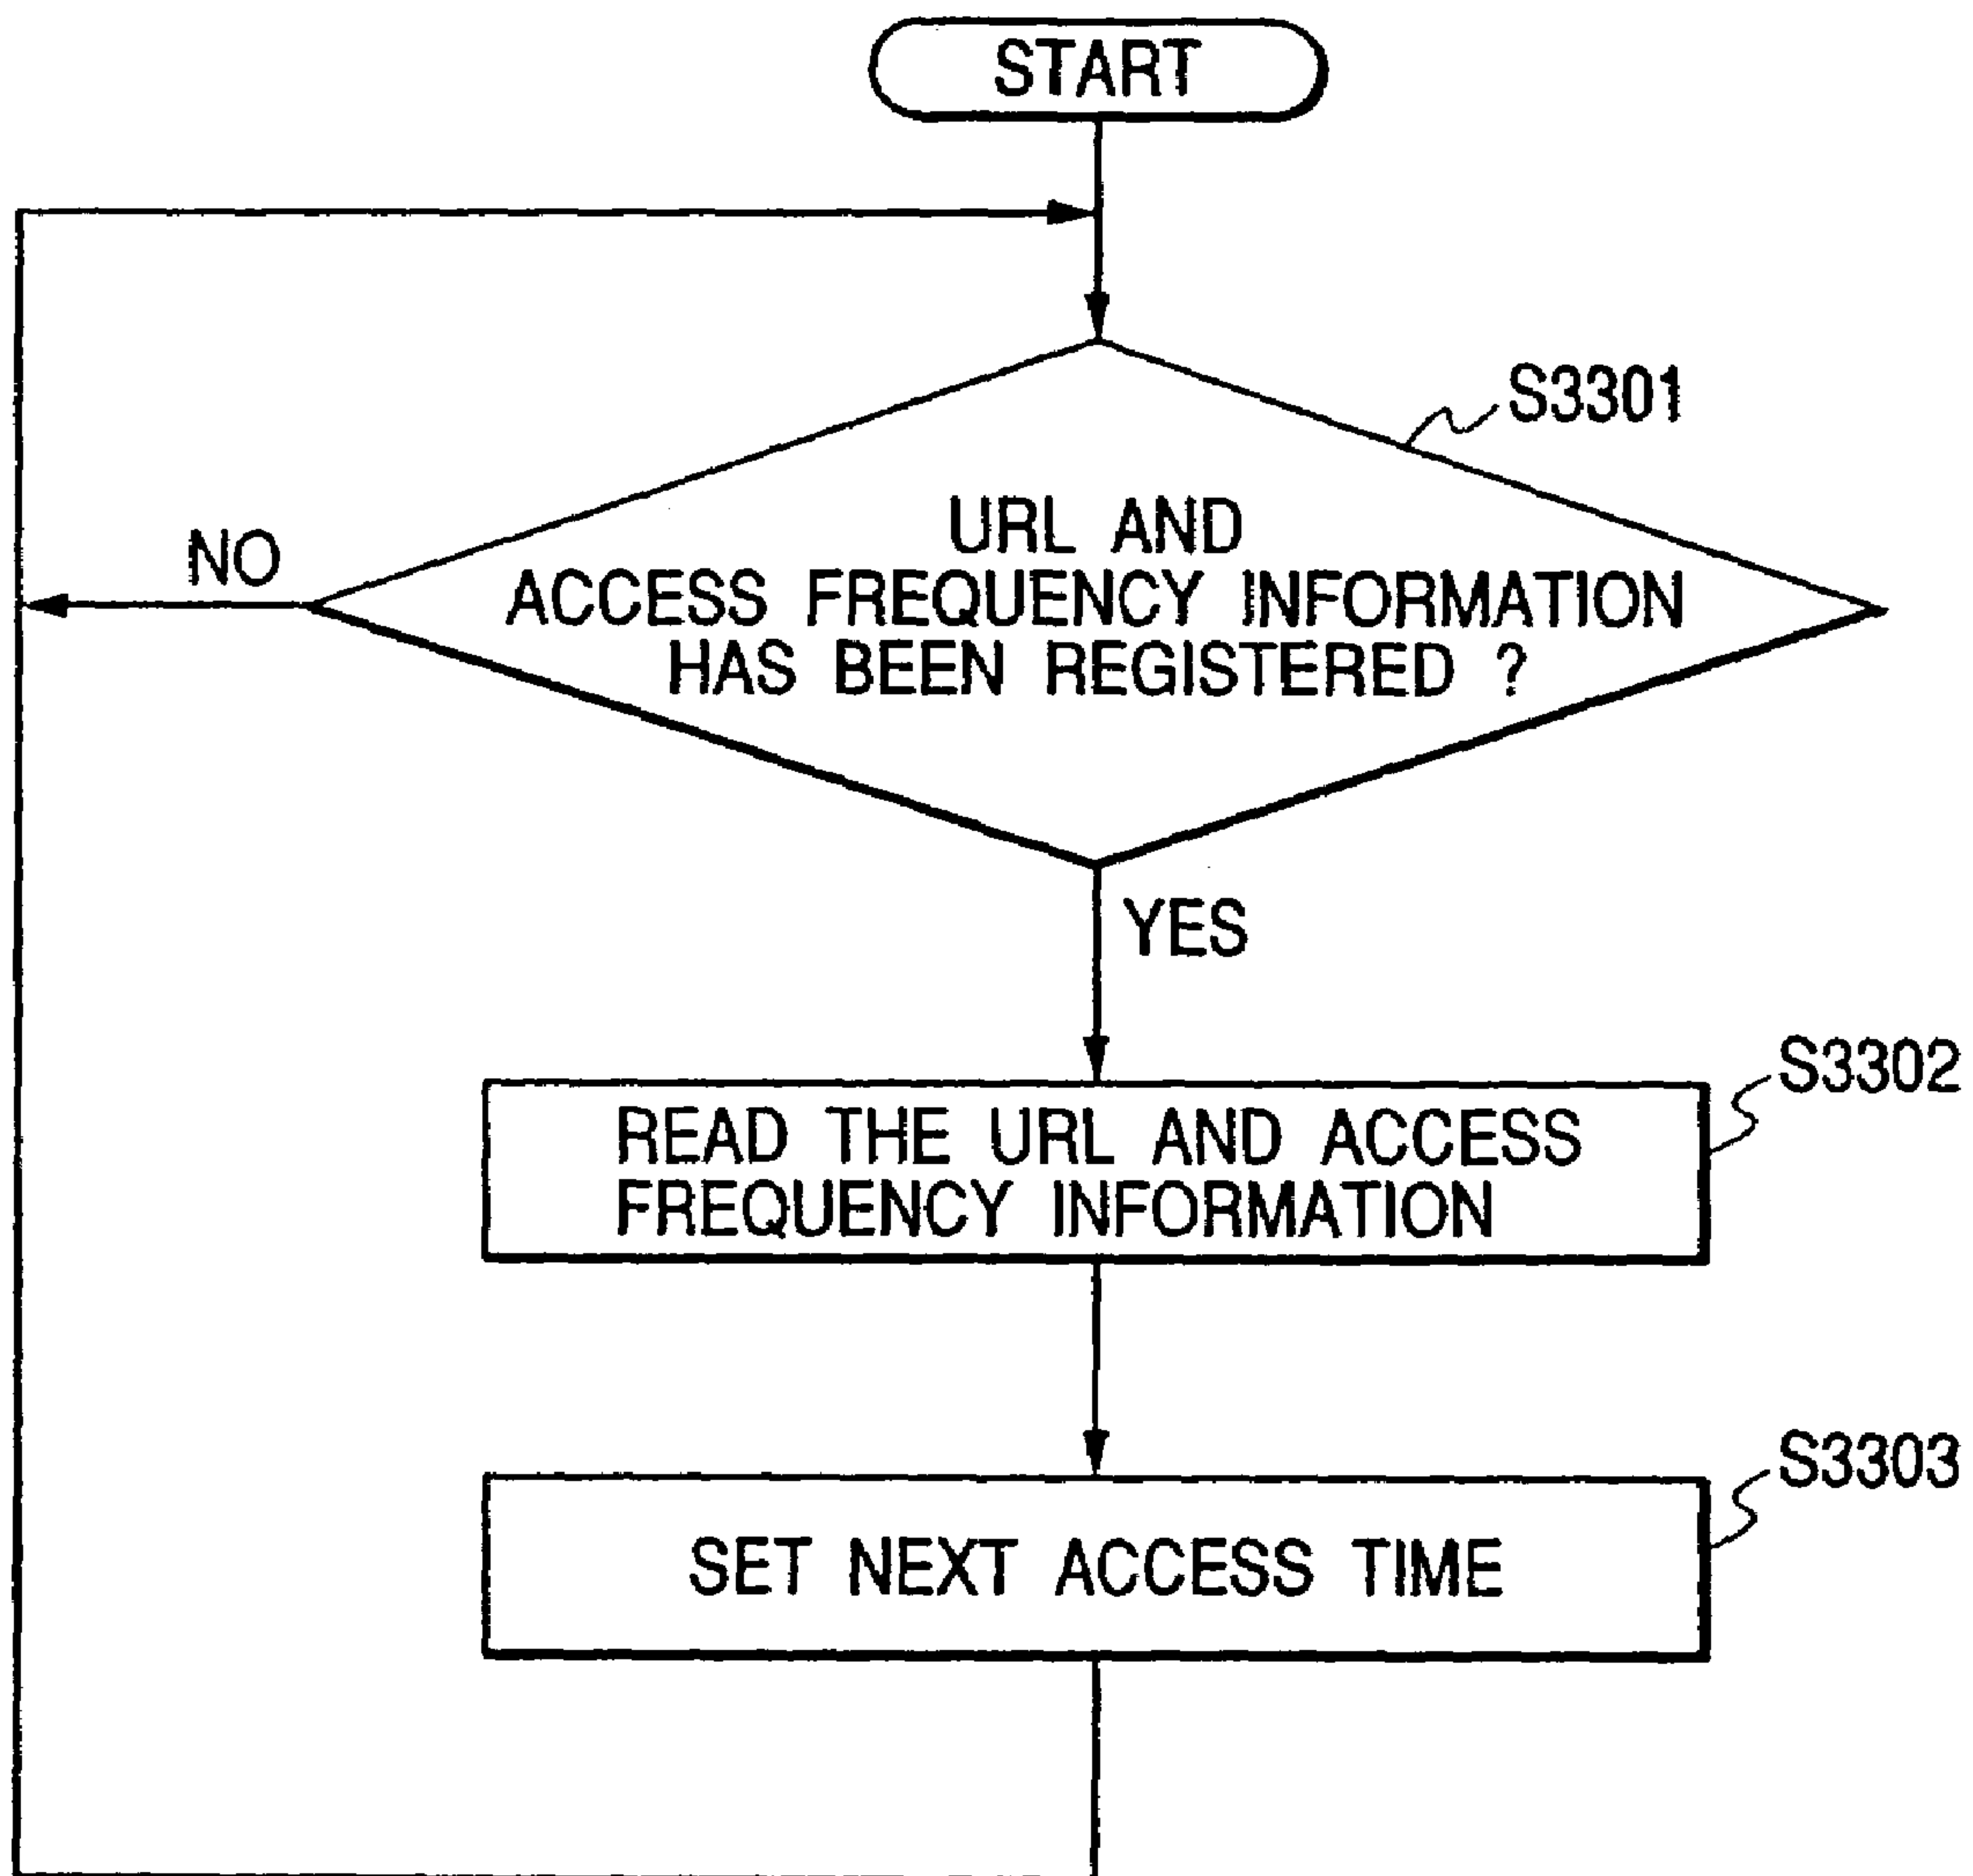 START
S3301
URL AND
NO
ACCESS FREQUENCY INFORMATION
HAS BEEN REGISTERED ?
YES
S3302
READ THE URL AND ACCESS
FREQUENCY INFORMATION
S3303
SET NEXT ACCESS TIME